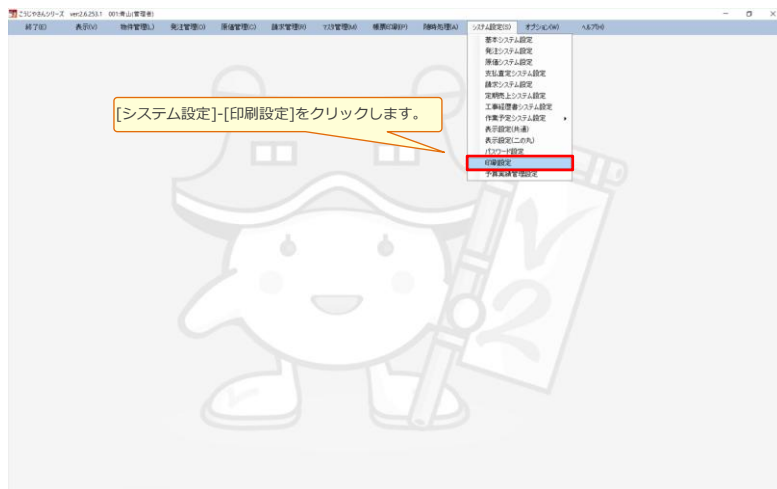 こうじやさんシリーズ ver.2.6.253.1 001:青山(管理者)
終了(E) 表示(V) 物件管理(L) 発注管理(O) 原価管理(C) 請求管理(R) マスタ管理(M) 帳票印刷(P) 随時処理(A) システム設定(S) オプション(W) ヘルプ(H)
基本システム設定
発注システム設定
原価システム設定
支払査定システム設定
請求システム設定
定期売上システム設定
工事経歴書システム設定
作業予定システム設定
表示設定(共通)
表示設定(二の丸)
パスワード設定
印刷設定
予算実績管理設定
[システム設定]-[印刷設定]をクリックします。
V2